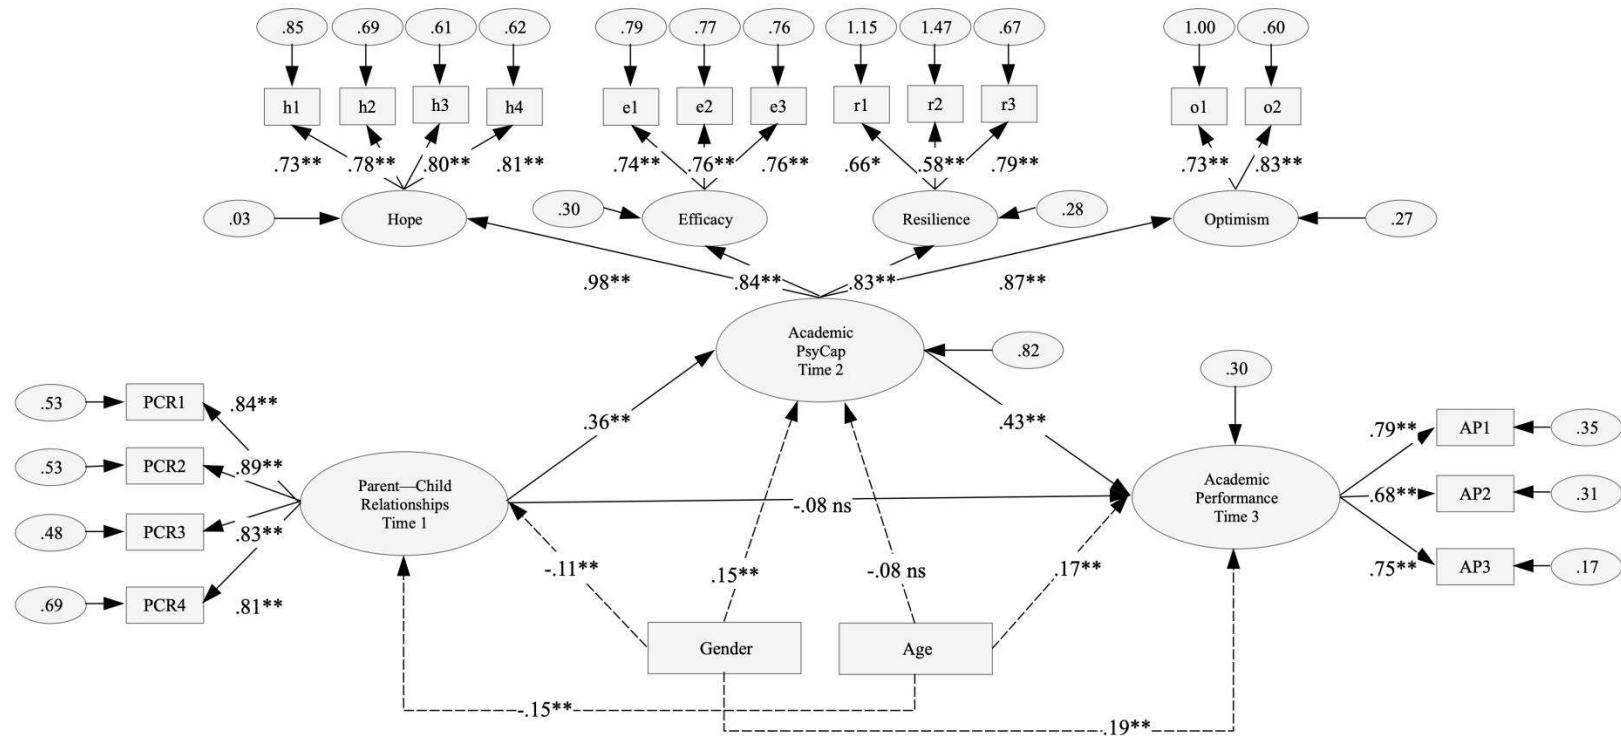 .85 .69 .61 .62 .79 .77 .76 1.15 1.47 .67 1.00 .60
h1 h2 h3 h4 e1 e2 e3 r1 r2 r3 o1 o2
.73** .78** .80** .81** .74** .76** .76** .66* .58** .79** .73** .83**
.03 Hope .30 Efficacy Resilience .28 Optimism .27
.98** .84** .83** .87**
Academic
PsyCap
Time 2
.82
.30
.53 PCR1 .84**
.36** .43**
.79** AP1 .35
.53 PCR2 .89**
Parent—Child
Relationships
Time 1
-.08 ns
Academic
Performance
Time 3
.68** AP2 .31
.48 PCR3 .83**
-.11** .15** -.08 ns .17**
.75** AP3 .17
.69 PCR4 .81**
Gender Age
-.15**
.19**